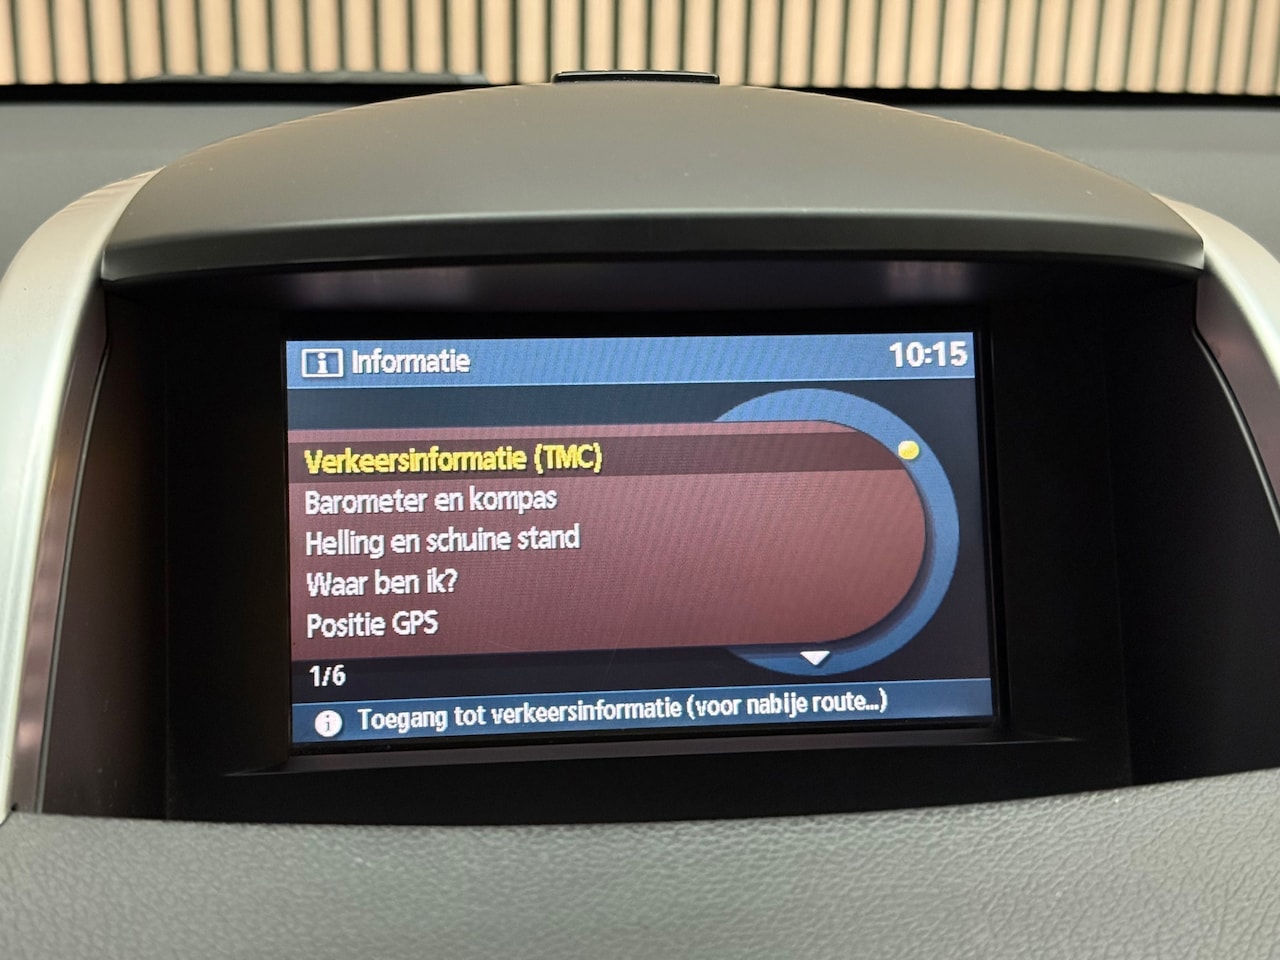 Informatie
10:15
Verkeersinformatie (TMC)
Barometer en kompas
Helling en schuine stand
Waar ben ik?
Positie GPS
1/6
Toegang tot verkeersinformatie (voor nabije route...)